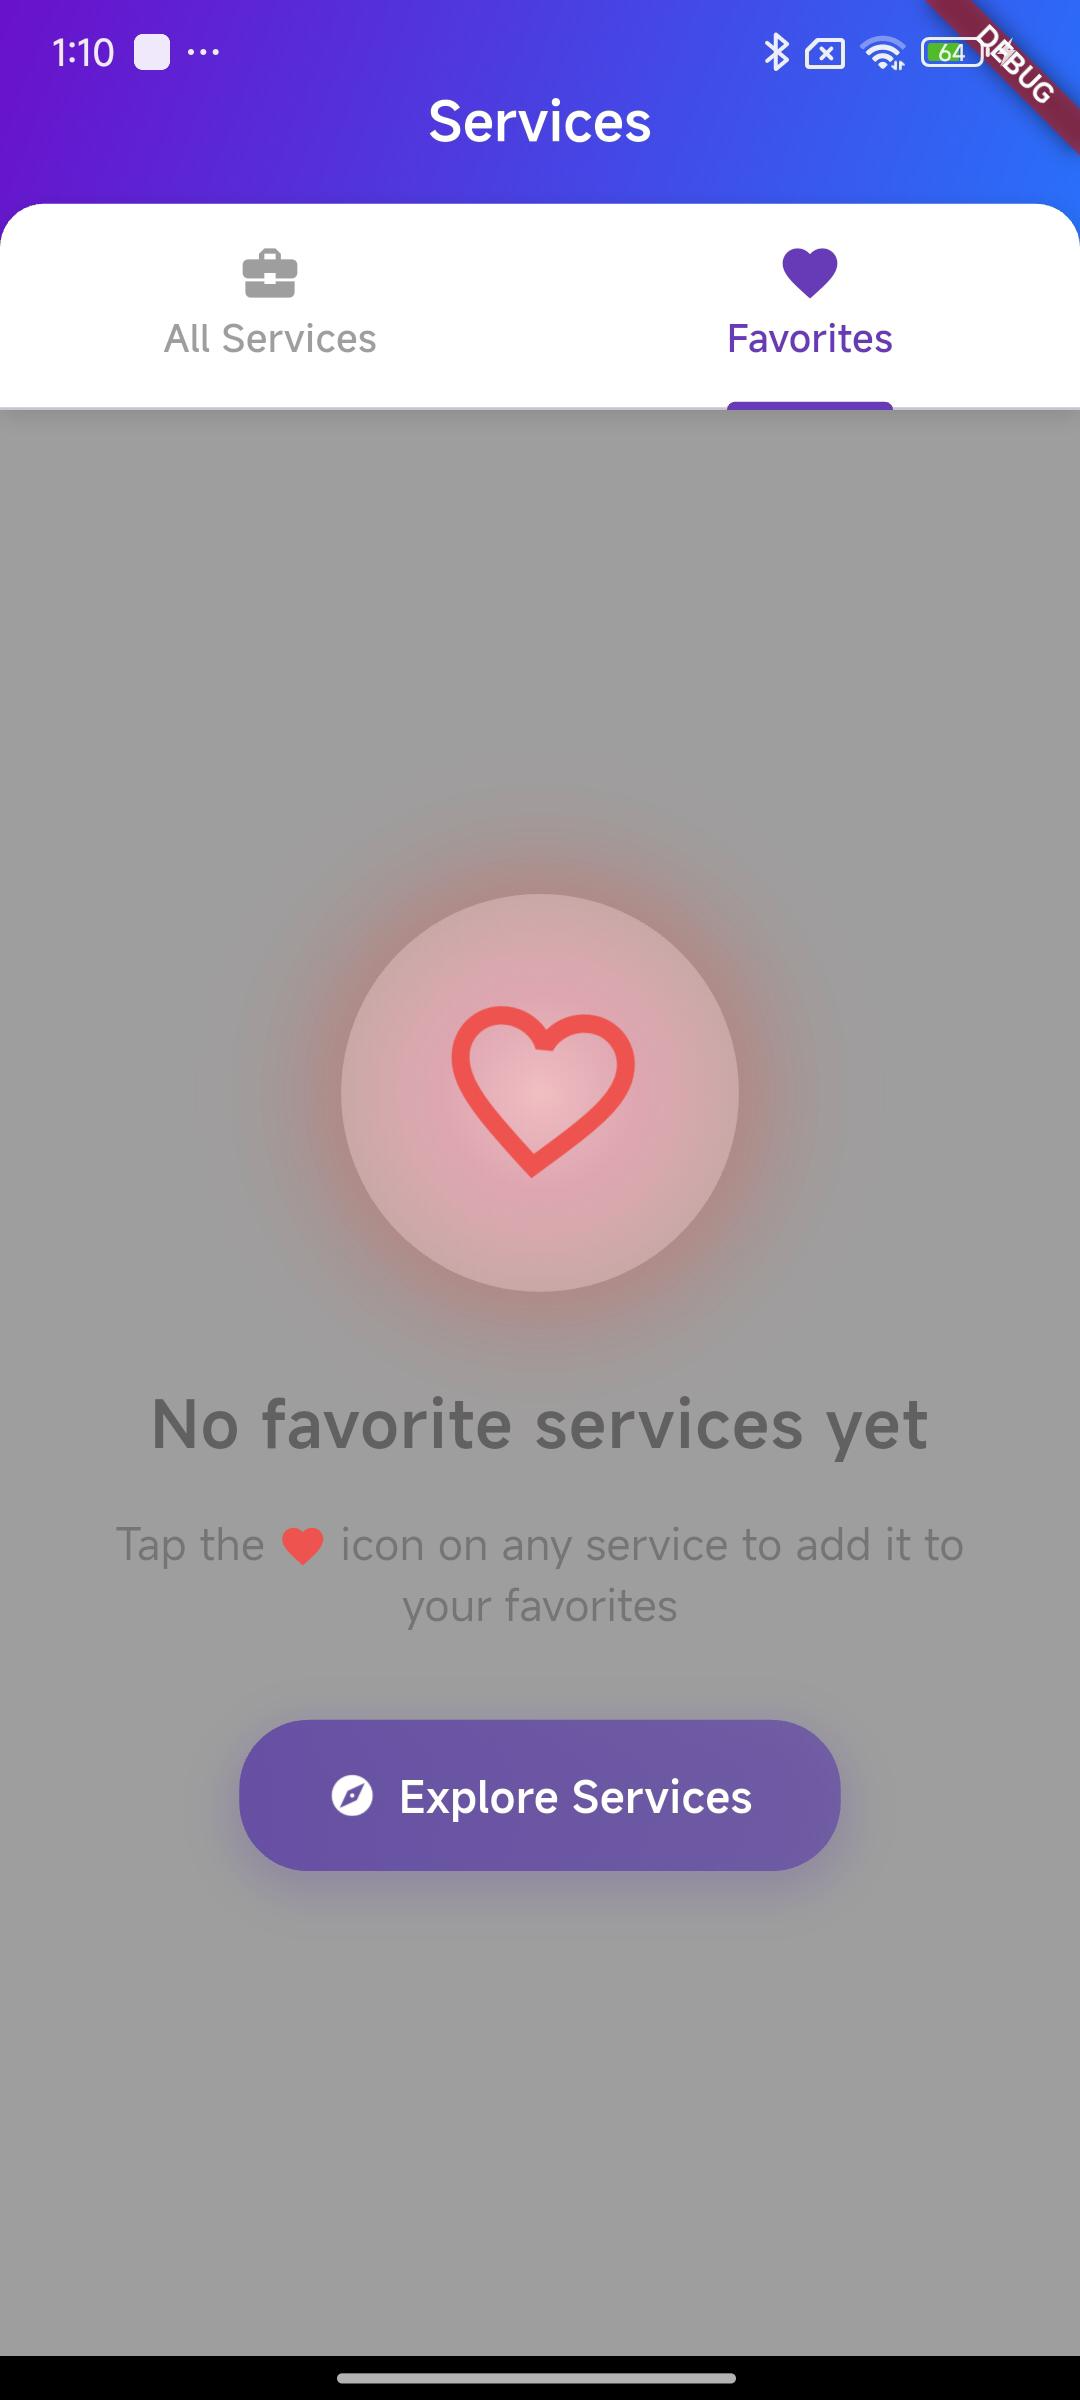 1:10
64
DEBUG
Services
All Services
Favorites
No favorite services yet
Tap the icon on any service to add it to
your favorites
Explore Services